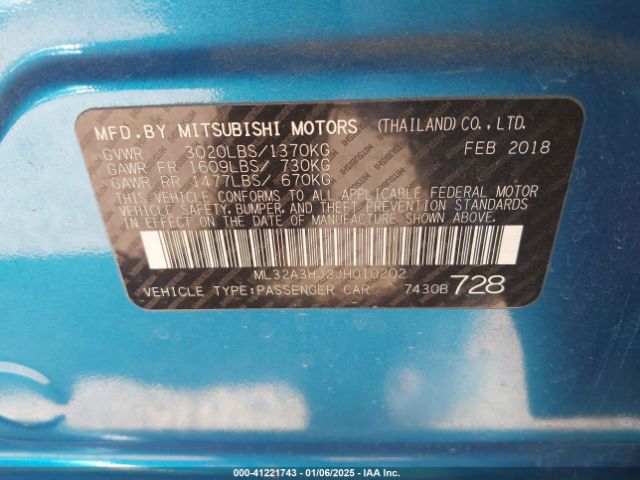 MFD.BY MITSUBISHI MOTORS (THAILAND) CO., LTD.
GVWR 3020LBS/1370KG FEB 2018
GAWR FR 1609LBS/ 730KG
GAWR RR 1477LBS/ 670KG
THIS VEHICLE CONFORMS TO ALL APPLICABLE FEDERAL MOTOR
VEHICLE SAFETY, BUMPER, AND THEFT PREVENTION STANDARDS
IN EFFECT ON THE DATE OF MANUFACTURE SHOWN ABOVE.
ML32A3HJ2JH010202
VEHICLE TYPE:PASSENGER CAR 7430B 728
000-41221743 - 01/06/2025 - IAA Inc.